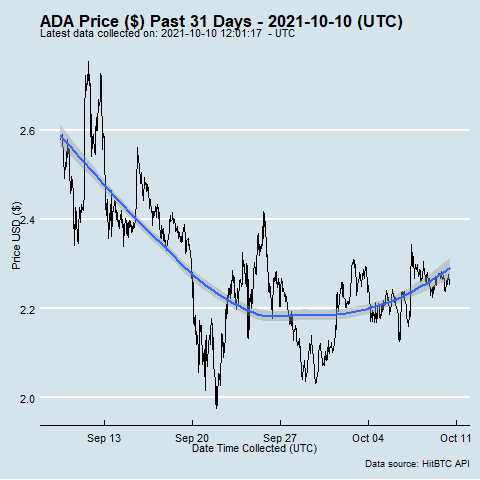 ADA Price ($) Past 31 Days - 2021-10-10 (UTC)
Latest data collected on: 2021-10-10 12:01:17 - UTC
Price USD ($)
2.6
2.4
2.2
2.0
Sep 13 Sep 20 Sep 27 Oct 04 Oct 11
Date Time Collected (UTC)
Data source: HitBTC API